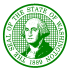 THE SEAL OF THE STATE OF WASHINGTON
1889